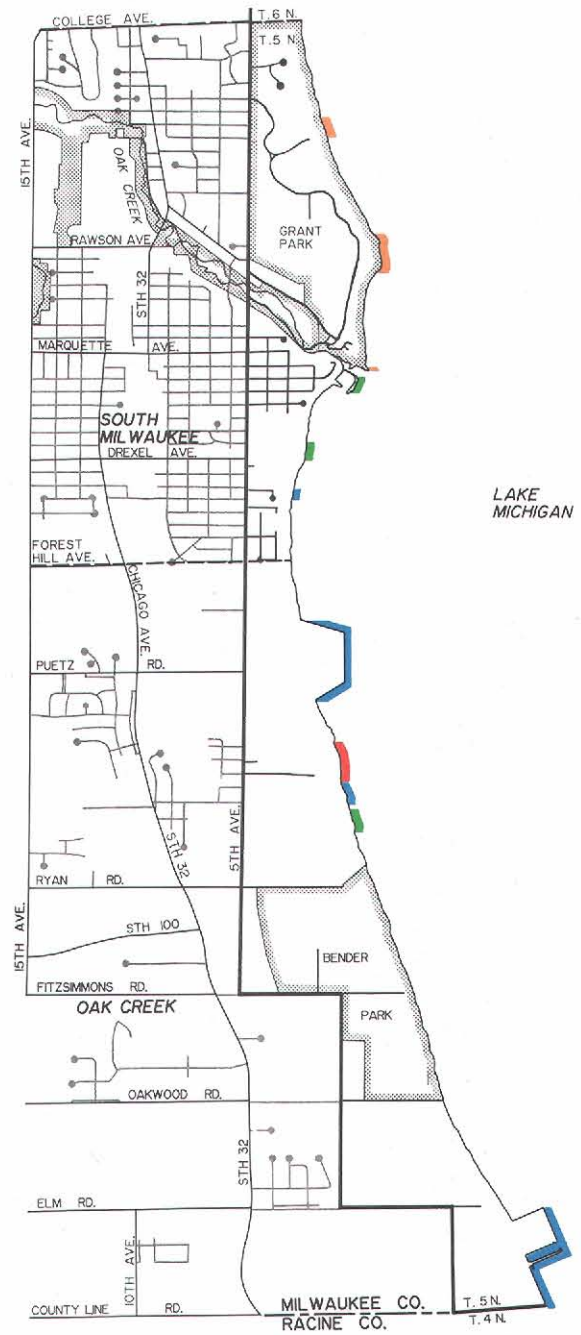 COLLEGE AVE.
T. 6 N.
T. 5 N.
15TH AVE.
OAK CREEK
GRANT
PARK
RAWSON AVE.
STH 32
MARQUETTE AVE.
SOUTH
MILWAUKEE
DREXEL AVE.
LAKE
MICHIGAN
FOREST
HILL AVE.
CHICAGO AVE.
PUETZ RD.
5TH AVE.
STH 32
RYAN RD.
15TH AVE.
STH 100
BENDER
FITZSIMMONS RD.
OAK CREEK
PARK
OAKWOOD RD.
STH 32
ELM RD.
10TH AVE.
COUNTY LINE RD.
MILWAUKEE CO.
RACINE CO.
T. 5 N.
T. 4 N.